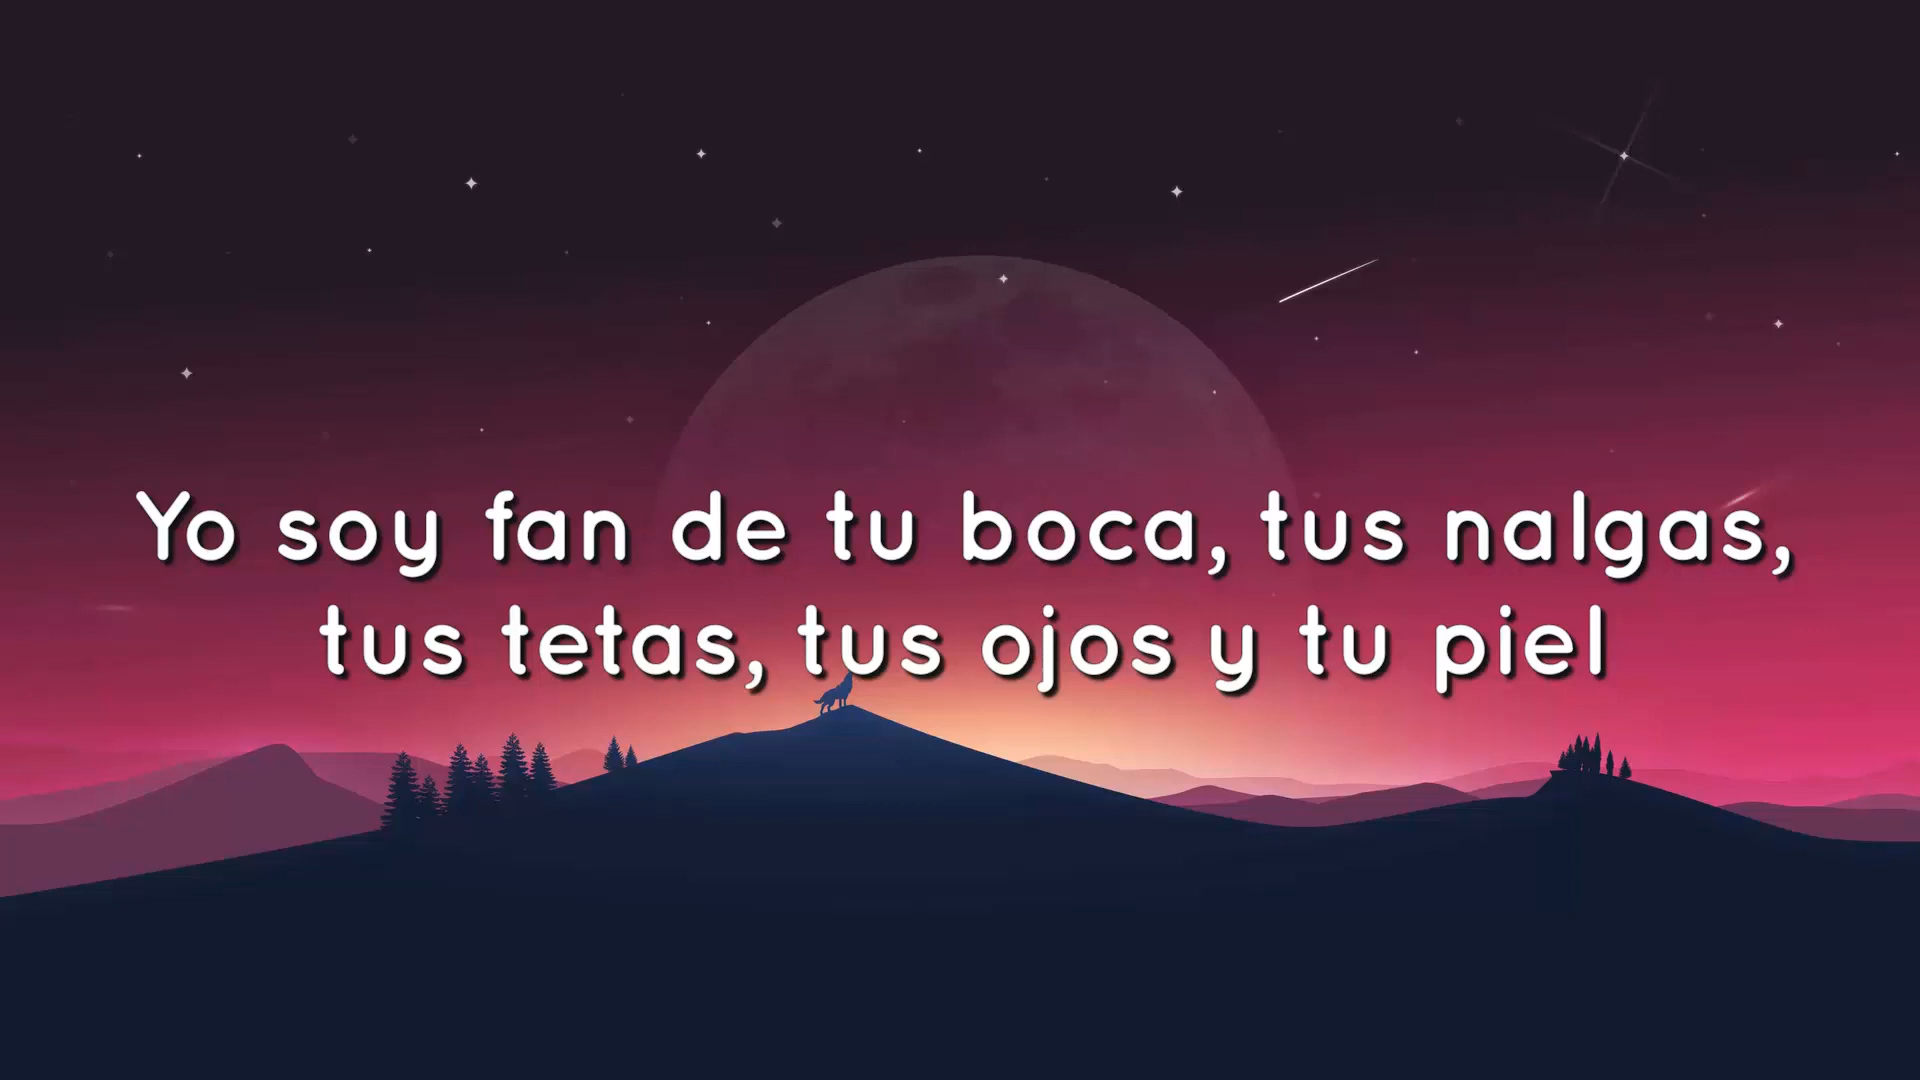 Yo soy fan de tu boca, tus nalgas,
tus tetas, tus ojos y tu piel